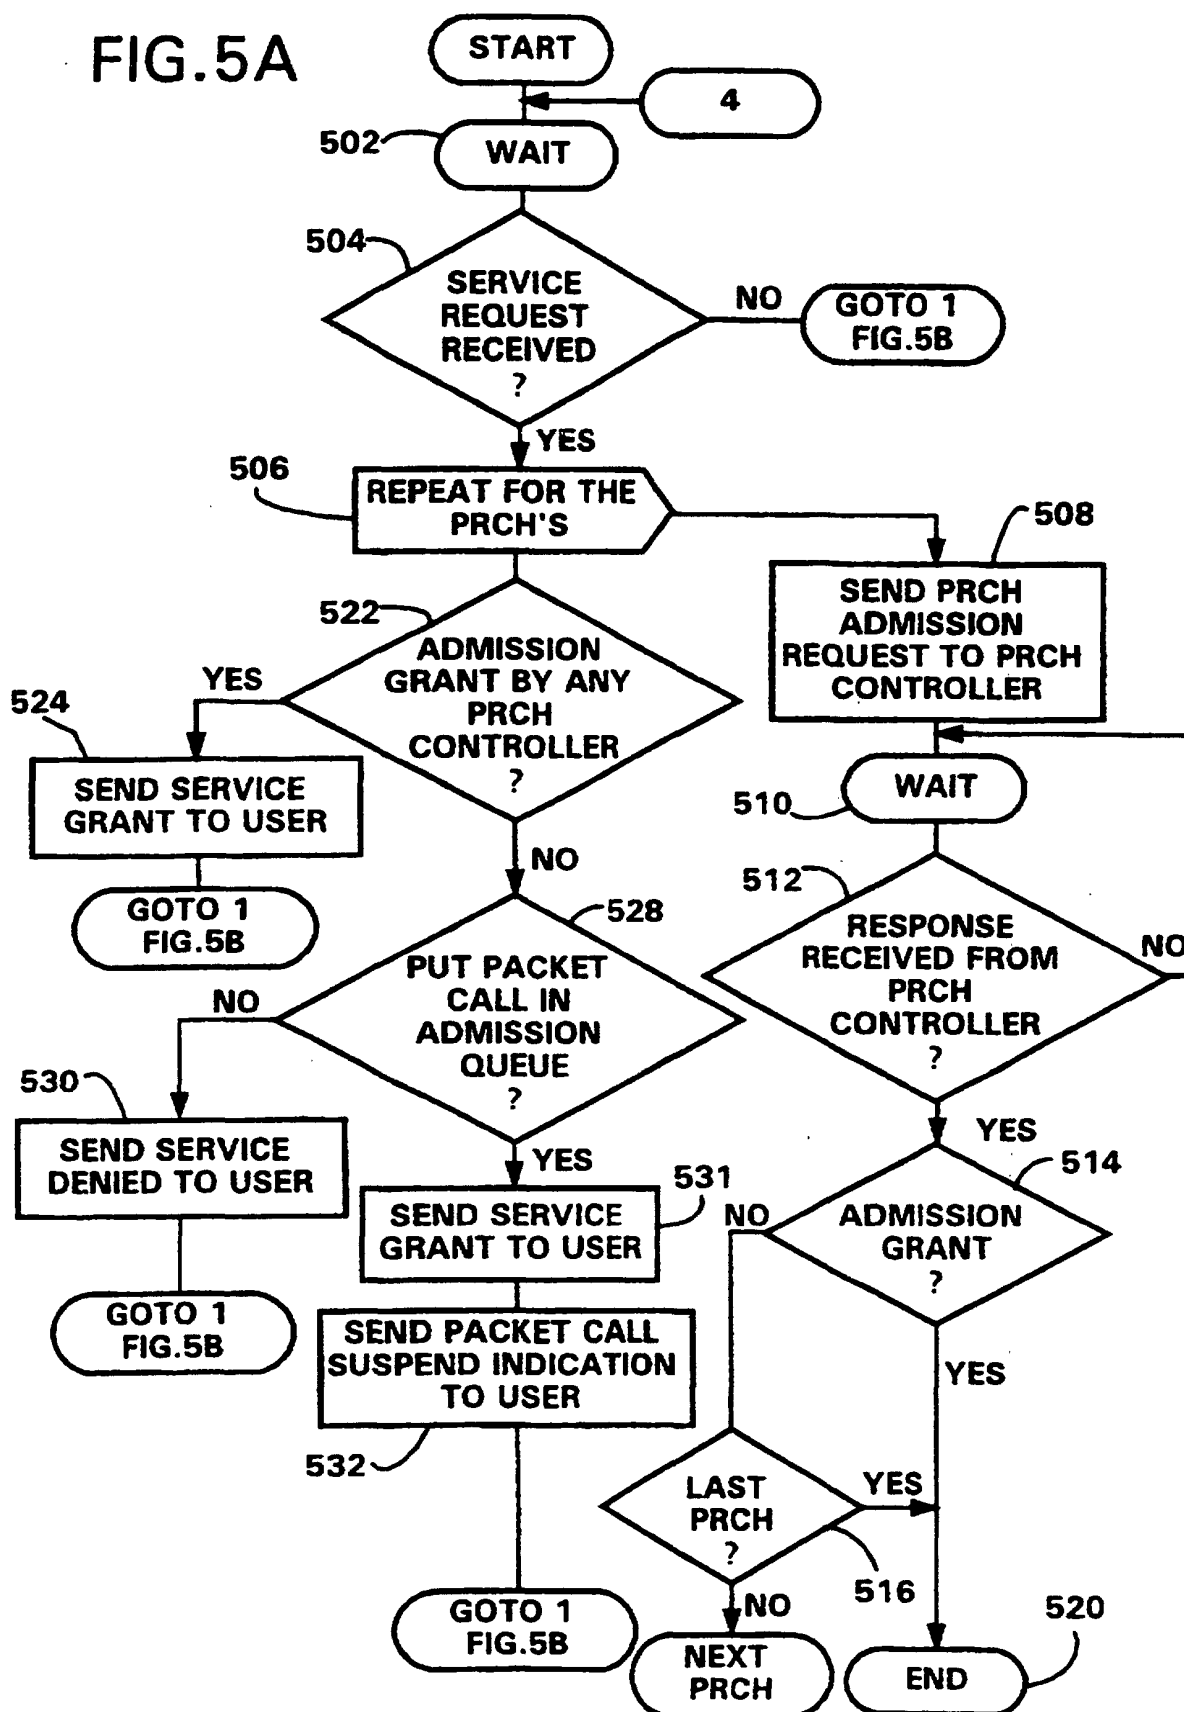 FIG.5A
START
4
502
WAIT
504
SERVICE
REQUEST
RECEIVED
?
NO
GOTO 1
FIG.5B
YES
506
REPEAT FOR THE
PRCH'S
508
SEND PRCH
ADMISSION
REQUEST TO PRCH
CONTROLLER
522
ADMISSION
GRANT BY ANY
PRCH
CONTROLLER
?
YES
524
SEND SERVICE
GRANT TO USER
GOTO 1
FIG.5B
NO
510
WAIT
512
RESPONSE
RECEIVED FROM
PRCH
CONTROLLER
?
NO
YES
528
PUT PACKET
CALL IN
ADMISSION
QUEUE
?
NO
530
SEND SERVICE
DENIED TO USER
GOTO 1
FIG.5B
YES
531
SEND SERVICE
GRANT TO USER
SEND PACKET CALL
SUSPEND INDICATION
TO USER
532
GOTO 1
FIG.5B
514
ADMISSION
GRANT
?
NO
YES
LAST
PRCH
?
YES
516
NO
NEXT
PRCH
520
END